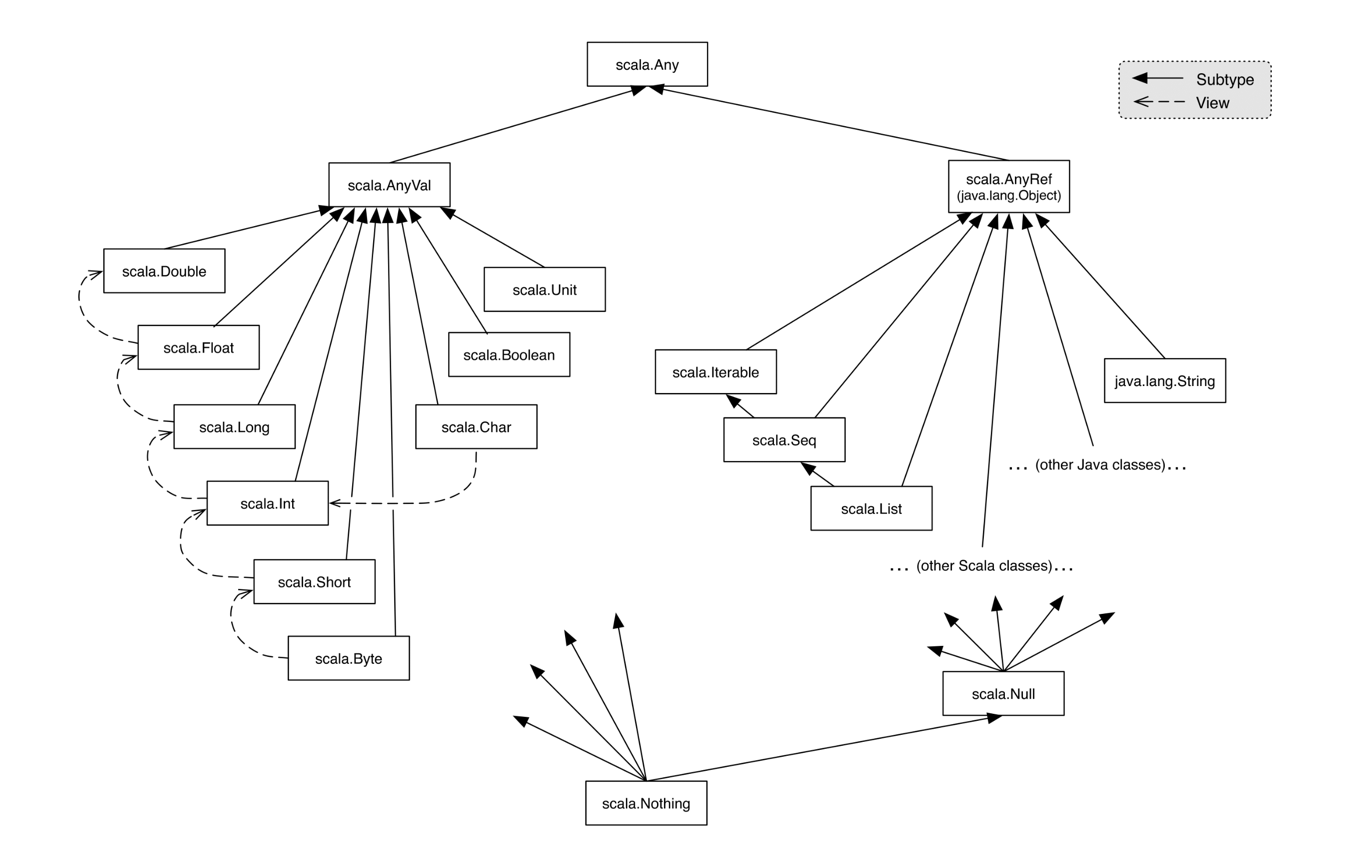 scala.Any
Subtype
View
scala.AnyVal
scala.AnyRef
(java.lang.Object)
scala.Double
scala.Unit
scala.Float
scala.Boolean
scala.Iterable
java.lang.String
scala.Long
scala.Char
scala.Seq
... (other Java classes)...
scala.Int
scala.List
... (other Scala classes)...
scala.Short
scala.Byte
scala.Null
scala.Nothing